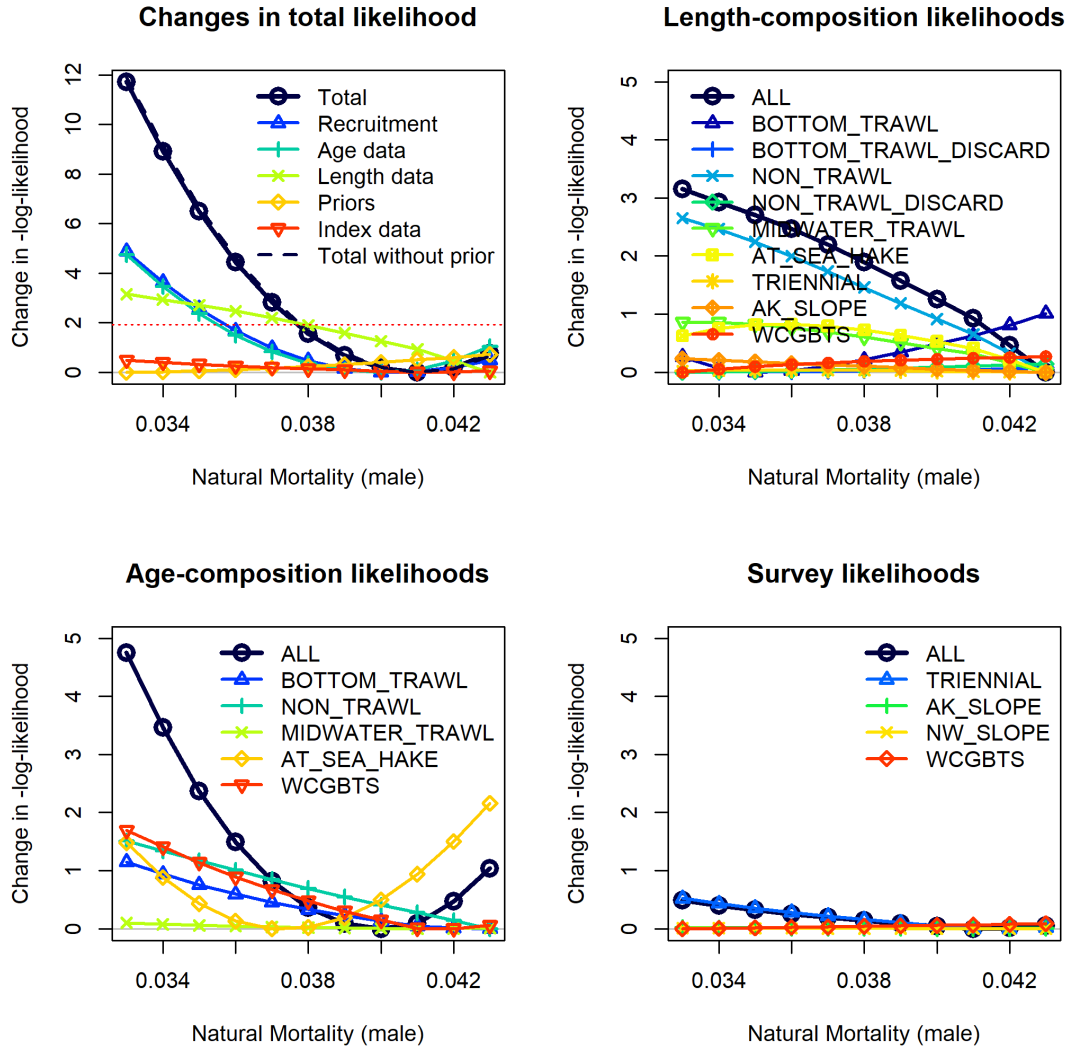 Changes in total likelihood
Change in -log-likelihood
12
10
8
6
4
2
0
Total
Recruitment
Age data
Length data
Priors
Index data
Total without prior
0.034
0.038
0.042
Natural Mortality (male)
Length-composition likelihoods
Change in -log-likelihood
5
4
3
2
1
0
ALL
BOTTOM_TRAWL
BOTTOM_TRAWL_DISCARD
NON_TRAWL
NON_TRAWL_DISCARD
MIDWATER_TRAWL
AT_SEA_HAKE
TRIENNIAL
AK_SLOPE
WCGBTS
0.034
0.038
0.042
Natural Mortality (male)
Age-composition likelihoods
Change in -log-likelihood
5
4
3
2
1
0
ALL
BOTTOM_TRAWL
NON_TRAWL
MIDWATER_TRAWL
AT_SEA_HAKE
WCGBTS
0.034
0.038
0.042
Natural Mortality (male)
Survey likelihoods
Change in -log-likelihood
5
4
3
2
1
0
ALL
TRIENNIAL
AK_SLOPE
NW_SLOPE
WCGBTS
0.034
0.038
0.042
Natural Mortality (male)